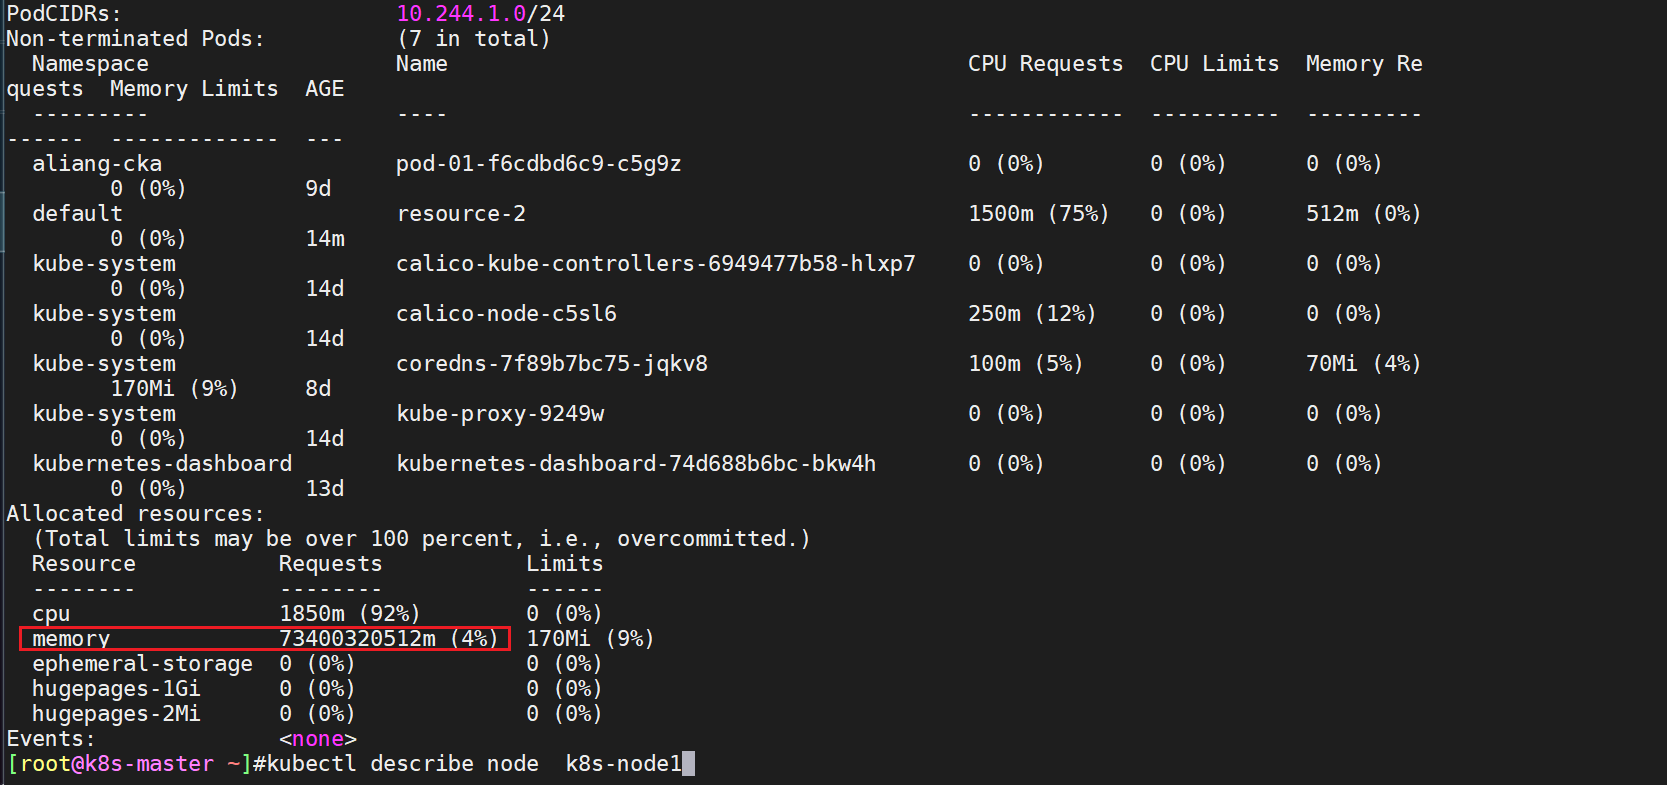 PodCIDRs:                     10.244.1.0/24
Non-terminated Pods:          (7 in total)
  Namespace                   Name                                        CPU Requests  CPU Limits  Memory Re
quests  Memory Limits  AGE
  ---------                   ----                                        ------------  ----------  ---------
------  -------------  ---
  aliang-cka                  pod-01-f6cdbd6c9-c5g9z                      0 (0%)        0 (0%)      0 (0%)
        0 (0%)         9d
  default                     resource-2                                  1500m (75%)   0 (0%)      512m (0%)
        0 (0%)         14m
  kube-system                 calico-kube-controllers-6949477b58-hlxp7    0 (0%)        0 (0%)      0 (0%)
        0 (0%)         14d
  kube-system                 calico-node-c5sl6                           250m (12%)    0 (0%)      0 (0%)
        0 (0%)         14d
  kube-system                 coredns-7f89b7bc75-jqkv8                    100m (5%)     0 (0%)      70Mi (4%)
        170Mi (9%)     8d
  kube-system                 kube-proxy-9249w                            0 (0%)        0 (0%)      0 (0%)
        0 (0%)         14d
  kubernetes-dashboard        kubernetes-dashboard-74d688b6bc-bkw4h       0 (0%)        0 (0%)      0 (0%)
        0 (0%)         13d
Allocated resources:
  (Total limits may be over 100 percent, i.e., overcommitted.)
  Resource           Requests           Limits
  --------           --------           ------
  cpu                1850m (92%)        0 (0%)
  memory             73400320512m (4%)  170Mi (9%)
  ephemeral-storage  0 (0%)             0 (0%)
  hugepages-1Gi      0 (0%)             0 (0%)
  hugepages-2Mi      0 (0%)             0 (0%)
Events:              <none>
[root@k8s-master ~]#kubectl describe node  k8s-node1